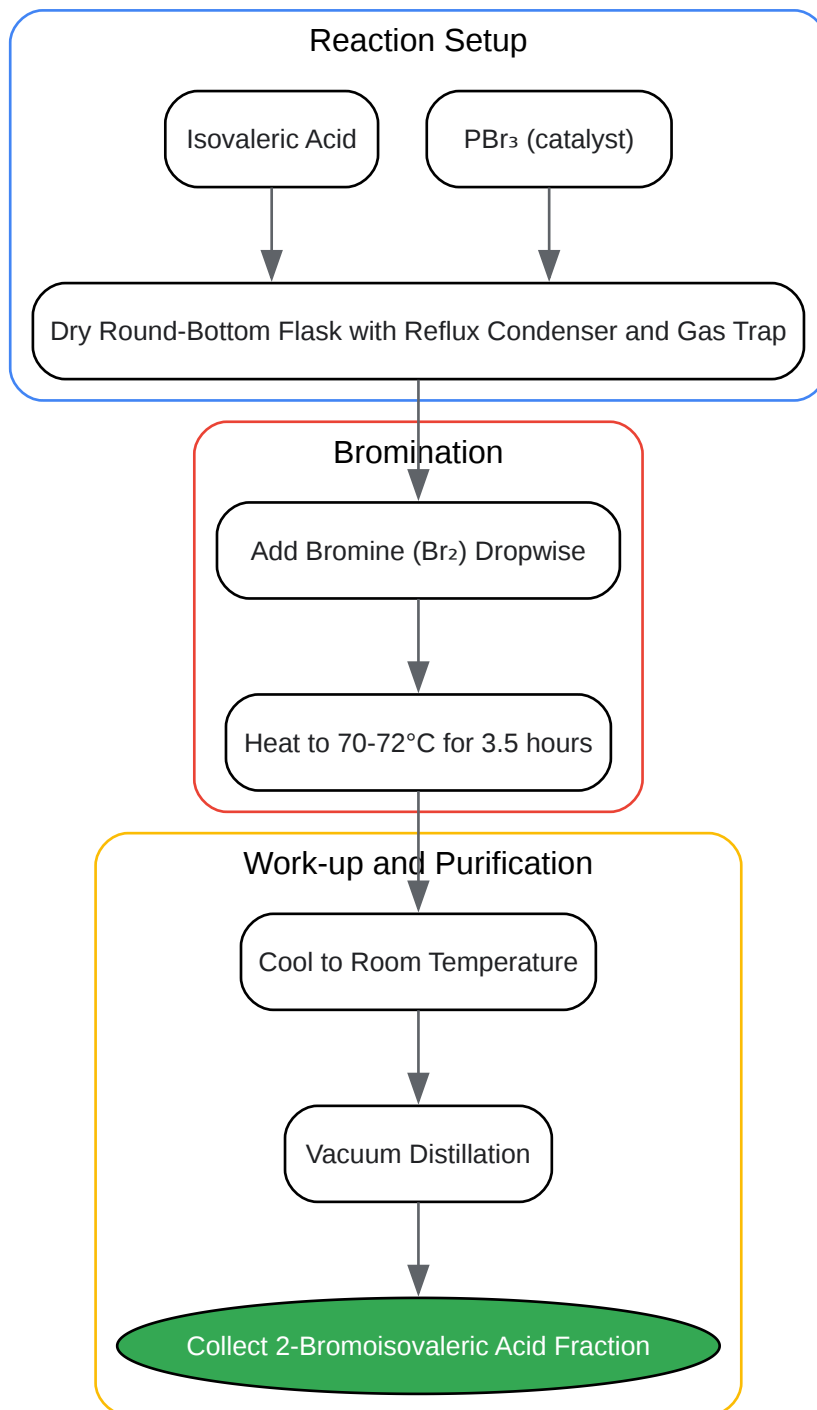 Reaction Setup
Isovaleric Acid
PBr₃ (catalyst)
Dry Round-Bottom Flask with Reflux Condenser and Gas Trap
Bromination
Add Bromine (Br₂) Dropwise
Heat to 70-72°C for 3.5 hours
Work-up and Purification
Cool to Room Temperature
Vacuum Distillation
Collect 2-Bromoisovaleric Acid Fraction